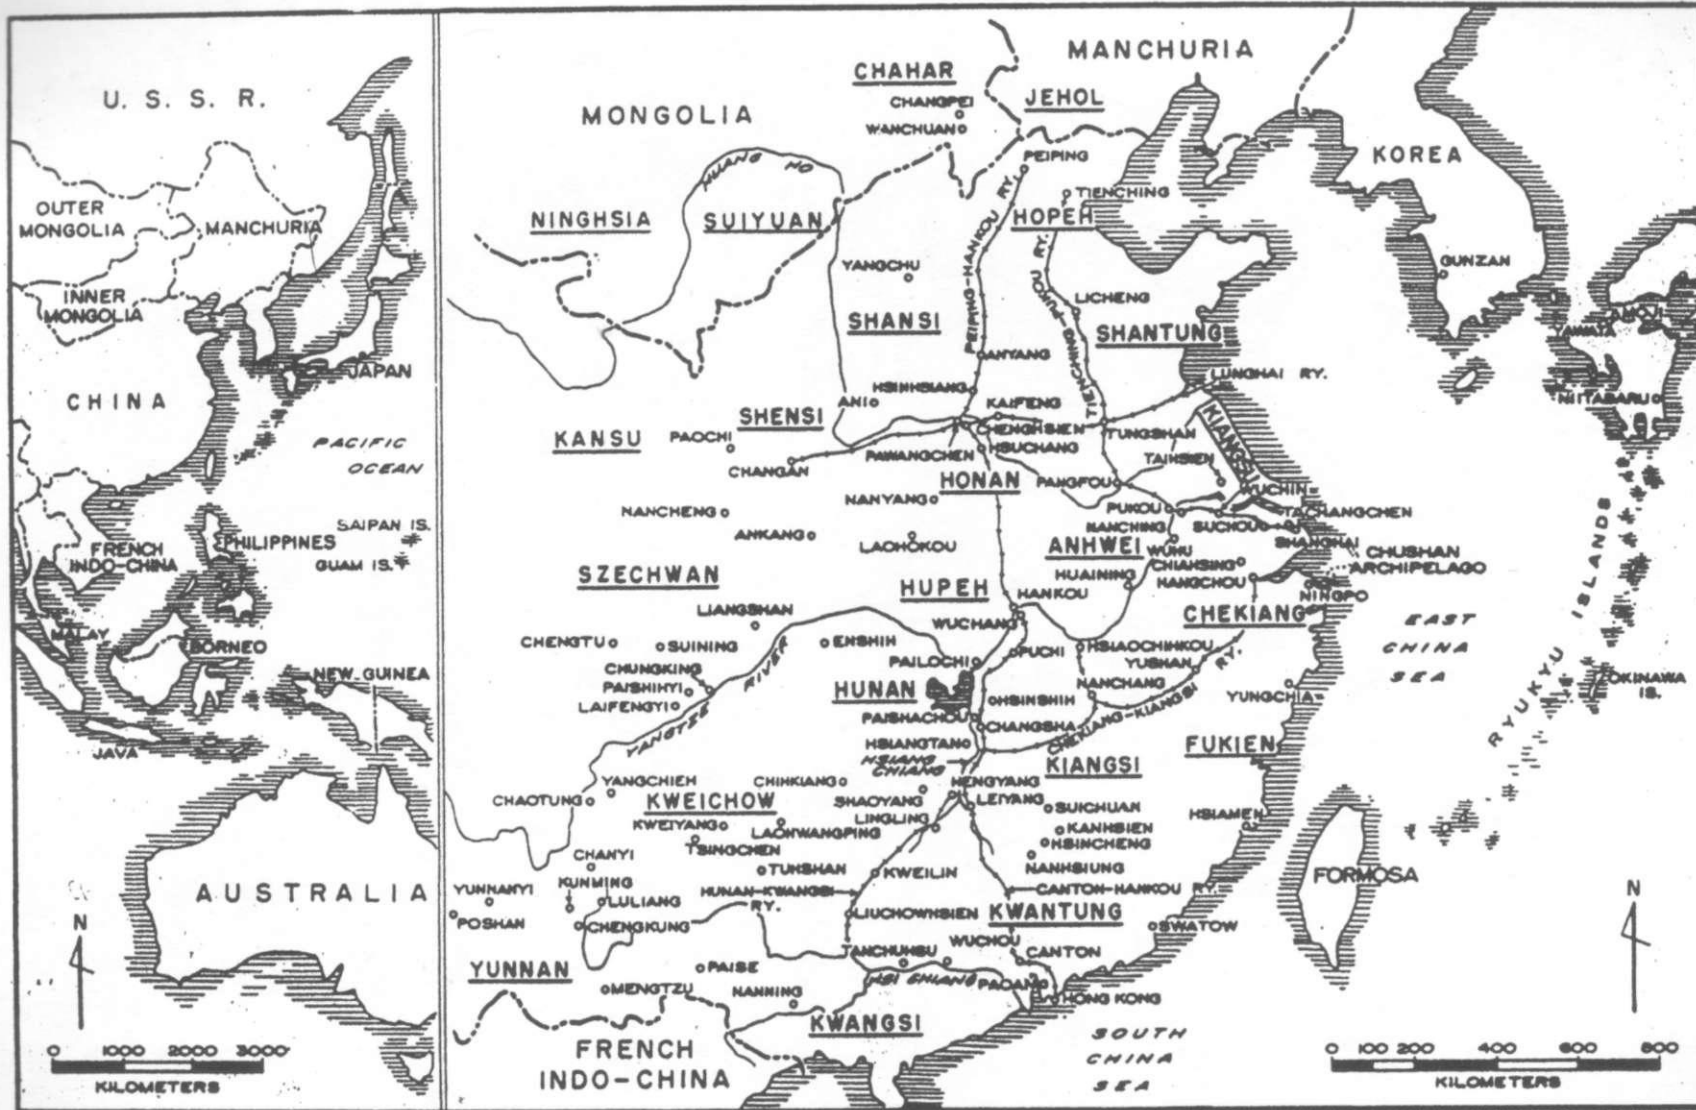 U. S. S. R.
OUTER
MONGOLIA
MANCHURIA
INNER
MONGOLIA
JAPAN
CHINA
PACIFIC
OCEAN
SAIPAN IS.
PHILIPPINES
GUAM IS.
FRENCH
INDO-CHINA
MALAY
BORNEO
NEW GUINEA
JAVA
AUSTRALIA
N
0 1000 2000 3000
KILOMETERS
MANCHURIA
CHAHAR
CHANGPEI
JEHOL
MONGOLIA
WANCHUAN
PEIPING
KOREA
HUANG HO
TIENCHING
NINGHSIA
SUIYUAN
HOPEH
PEIPING-HANKOU RY.
TIENCHING-PUKOU RY.
YANGCHU
GUNZAN
LICHENG
SHANSI
SHANTUNG
YAWATA
ANYANG
LUNGHAI RY.
HSINHSIANG
ANI
KAIFENG
NIITABARU
SHENSI
KANSU
PAOCHI
CHENGHSIEN
TUNGSHAN
KIANGSU
HSUCHANG
PAWANGCHEN
CHANGAN
TAIHSIEN
HONAN
PANGFOU
WUCHIN
NANYANG
NANCHENG
PUKOU
TACHANGCHEN
NANCHING
SUCHOU
ANKANG
LAOHOKOU
ANHWEI
WUHU
SHANGHAI
CHUSHAN
ARCHIPELAGO
CHIAHSING
SZECHWAN
HUAINING
HANGCHOU
HUPEH
HANKOU
NINGPO
RYUKYU ISLANDS
LIANGSHAN
WUCHANG
CHEKIANG
EAST
CHINA
SEA
CHENGTU
SUINING
ENSHIH
HSIAOCHIHKOU
PUCHI
YUSHAN
PAILOCHI
CHUNGKING
PAISHIHYI
LAIFENGYI
HUNAN
NANCHANG
HSINSHIH
YUNGCHIA
OKINAWA
IS.
YANGTZE RIVER
PAISHACHOU
CHANGSHA
CHEKIANG-KIANGSI RY.
HSIANGTAN
FUKIEN
HSIANG
CHIANG
KIANGSI
YANGCHIEH
CHIHKIANG
HENGYANG
CHAOTUNG
KWEICHOW
SHAOYANG
LEIYANG
SUICHUAN
HSIAMEN
KWEIYANG
LAOHWANGPING
LINGLING
KANHSIEN
TSINGCHEN
HSINCHENG
CHANYI
TUHSHAN
NANHSIUNG
KWEILIN
FORMOSA
YUNNANYI
KUNMING
HUNAN-KWANGSI
RY.
CANTON-HANKOU RY.
LULIANG
POSHAN
CHENGKUNG
LIUCHOWHSIEN
KWANTUNG
SWATOW
WUCHOU
TANCHUHSU
CANTON
YUNNAN
PAISE
HSI CHIANG
PAOAN
MENGTZU
NANNING
HONG KONG
KWANGSI
SOUTH
CHINA
SEA
FRENCH
INDO-CHINA
N
0 100 200 400 600 800
KILOMETERS